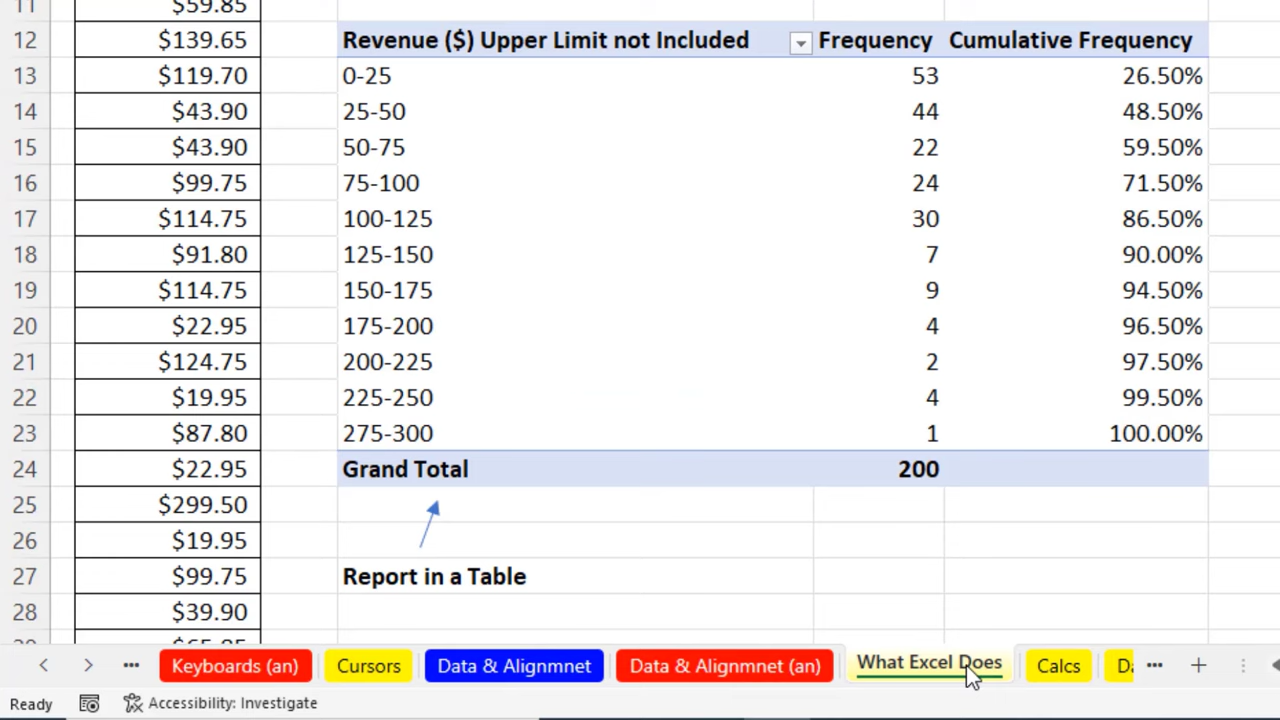 11 $59.85
12 $139.65 Revenue ($) Upper Limit not Included Frequency Cumulative Frequency
13 $119.70 0-25 53 26.50%
14 $43.90 25-50 44 48.50%
15 $43.90 50-75 22 59.50%
16 $99.75 75-100 24 71.50%
17 $114.75 100-125 30 86.50%
18 $91.80 125-150 7 90.00%
19 $114.75 150-175 9 94.50%
20 $22.95 175-200 4 96.50%
21 $124.75 200-225 2 97.50%
22 $19.95 225-250 4 99.50%
23 $87.80 275-300 1 100.00%
24 $22.95 Grand Total 200
25 $299.50
26 $19.95
27 $99.75 Report in a Table
28 $39.90
Keyboards (an) Cursors Data & Alignmnet Data & Alignmnet (an) What Excel Does Calcs
Ready Accessibility: Investigate